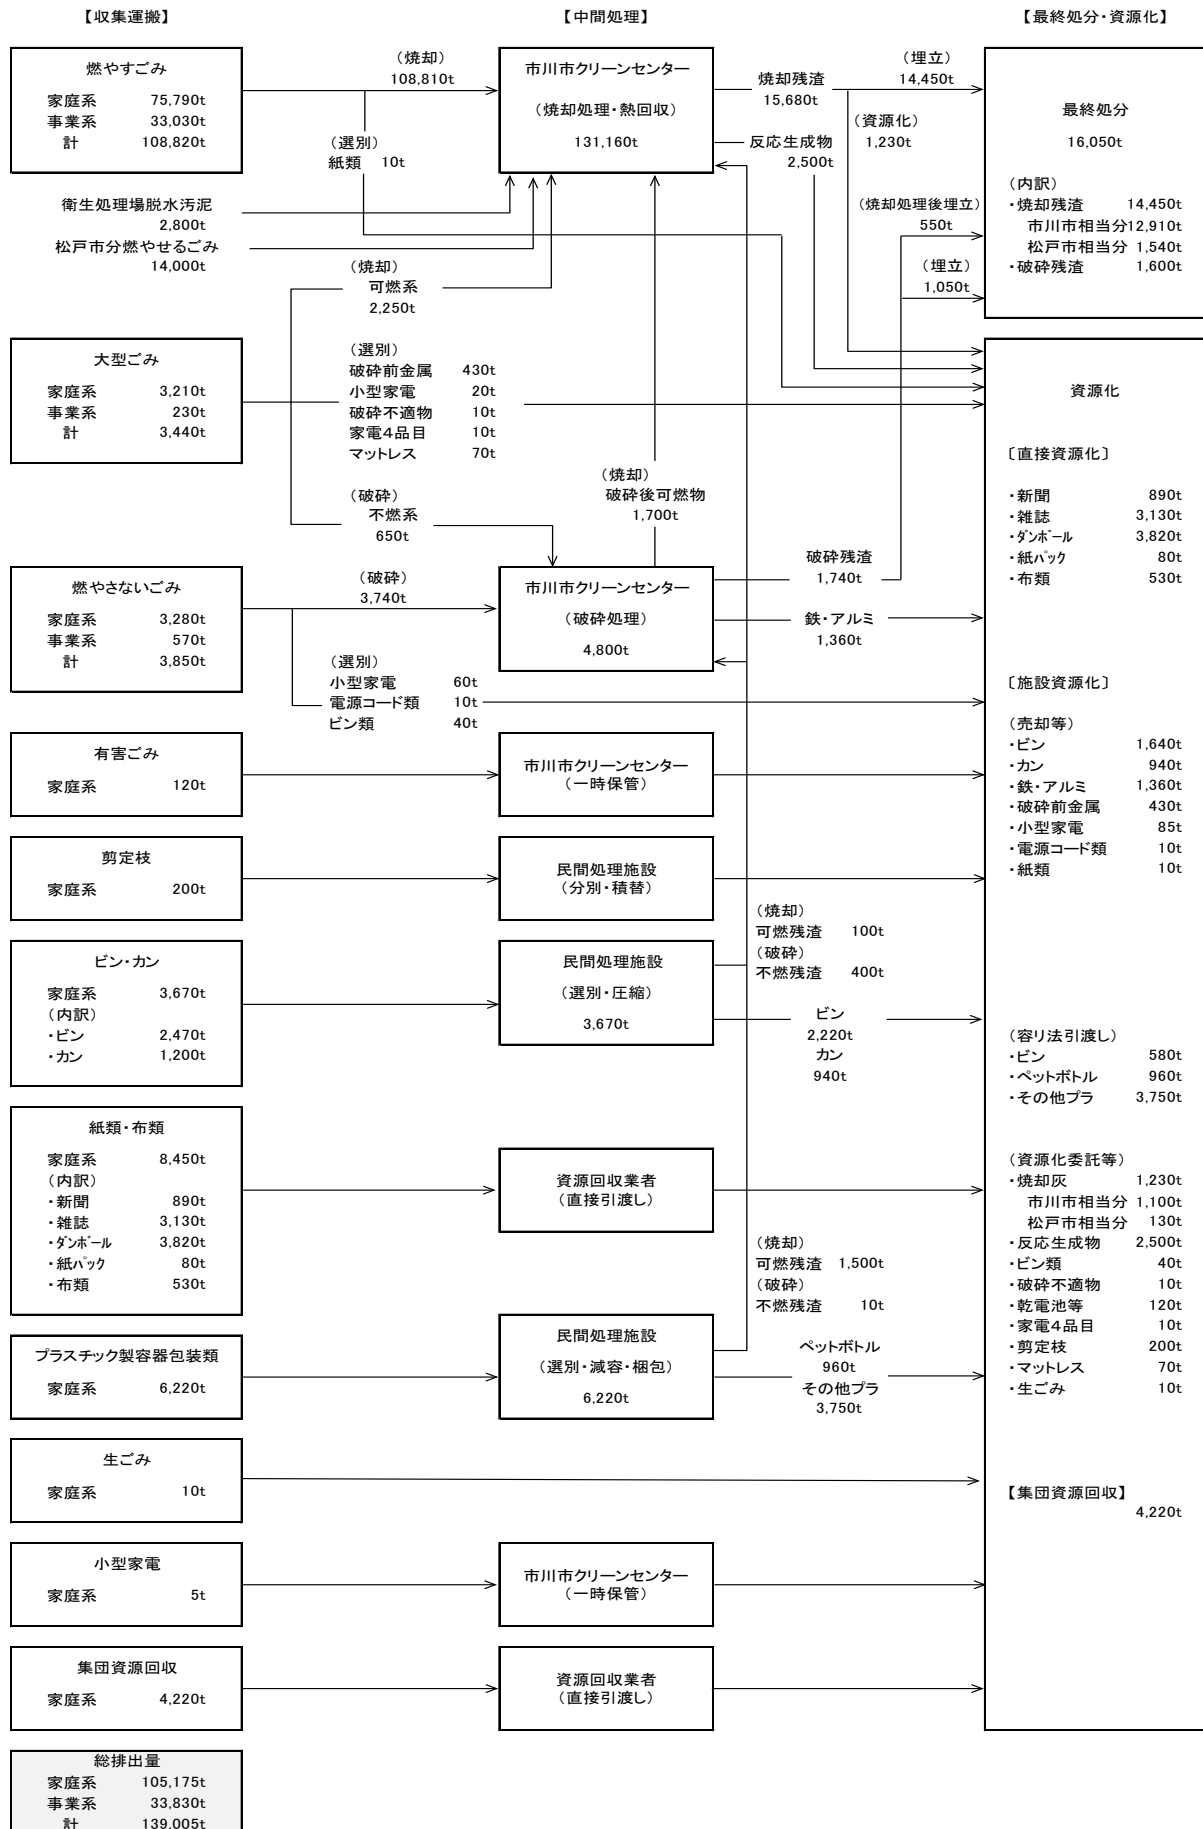 【収集運搬】
【中間処理】
【最終処分・資源化】
燃やすごみ
家庭系 75,790t
事業系 33,030t
計 108,820t
(焼却)
108,810t
(選別)
紙類 10t
市川市クリーンセンター
(焼却処理・熱回収)
131,160t
焼却残渣
15,680t
(埋立)
14,450t
(資源化)
1,230t
反応生成物
2,500t
最終処分
16,050t
(内訳)
・焼却残渣 14,450t
市川市相当分12,910t
松戸市相当分 1,540t
・破砕残渣 1,600t
衛生処理場脱水汚泥
2,800t
松戸市分燃やせるごみ
14,000t
(焼却処理後埋立)
550t
(埋立)
1,050t
(焼却)
可燃系
2,250t
大型ごみ
家庭系 3,210t
事業系 230t
計 3,440t
(選別)
破砕前金属 430t
小型家電 20t
破砕不適物 10t
家電4品目 10t
マットレス 70t
(破砕)
不燃系
650t
(焼却)
破砕後可燃物
1,700t
燃やさないごみ
家庭系 3,280t
事業系 570t
計 3,850t
(破砕)
3,740t
(選別)
小型家電 60t
電源コード類 10t
ビン類 40t
市川市クリーンセンター
(破砕処理)
4,800t
破砕残渣
1,740t
鉄・アルミ
1,360t
有害ごみ
家庭系 120t
市川市クリーンセンター
(一時保管)
剪定枝
家庭系 200t
民間処理施設
(分別・積替)
ビン・カン
家庭系 3,670t
(内訳)
・ビン 2,470t
・カン 1,200t
民間処理施設
(選別・圧縮)
3,670t
(焼却)
可燃残渣 100t
(破砕)
不燃残渣 400t
ビン
2,220t
カン
940t
紙類・布類
家庭系 8,450t
(内訳)
・新聞 890t
・雑誌 3,130t
・ダンボール 3,820t
・紙パック 80t
・布類 530t
資源回収業者
(直接引渡し)
プラスチック製容器包装類
家庭系 6,220t
民間処理施設
(選別・減容・梱包)
6,220t
(焼却)
可燃残渣 1,500t
(破砕)
不燃残渣 10t
ペットボトル
960t
その他プラ
3,750t
生ごみ
家庭系 10t
小型家電
家庭系 5t
市川市クリーンセンター
(一時保管)
集団資源回収
家庭系 4,220t
資源回収業者
(直接引渡し)
総排出量
家庭系 105,175t
事業系 33,830t
計 139,005t
資源化
〔直接資源化〕
・新聞 890t
・雑誌 3,130t
・ダンボール 3,820t
・紙パック 80t
・布類 530t
〔施設資源化〕
(売却等)
・ビン 1,640t
・カン 940t
・鉄・アルミ 1,360t
・破砕前金属 430t
・小型家電 85t
・電源コード類 10t
・紙類 10t
(容リ法引渡し)
・ビン 580t
・ペットボトル 960t
・その他プラ 3,750t
(資源化委託等)
・焼却灰 1,230t
市川市相当分 1,100t
松戸市相当分 130t
・反応生成物 2,500t
・ビン類 40t
・破砕不適物 10t
・乾電池等 120t
・家電4品目 10t
・剪定枝 200t
・マットレス 70t
・生ごみ 10t
【集団資源回収】
4,220t